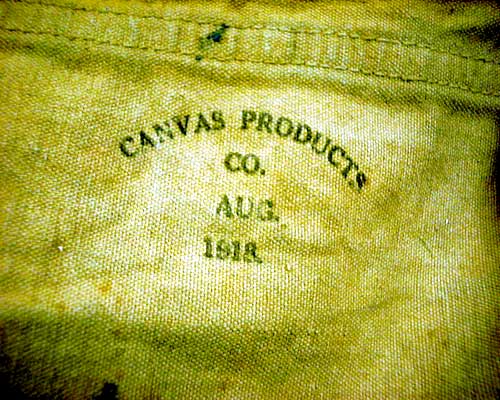 CANVAS PRODUCTS
CO.
AUG.
1918.